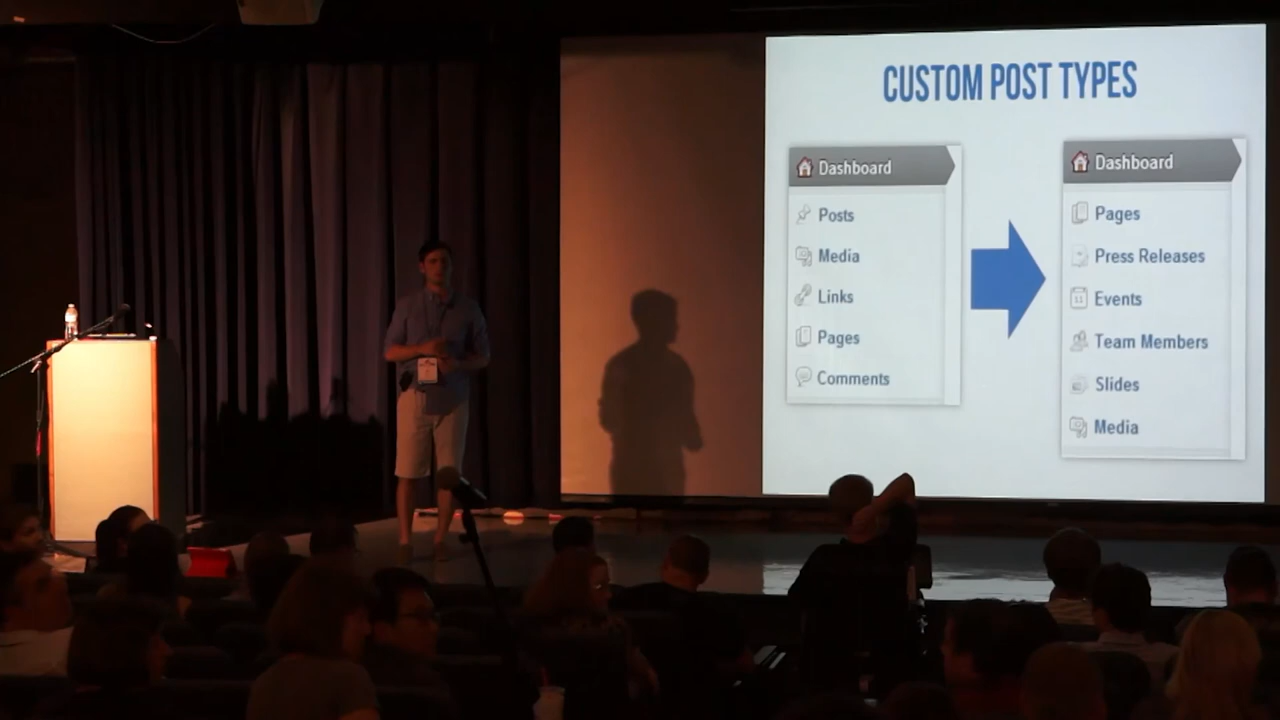 CUSTOM POST TYPES
Dashboard
Posts
Media
Links
Pages
Comments
Dashboard
Pages
Press Releases
Events
Team Members
Slides
Media